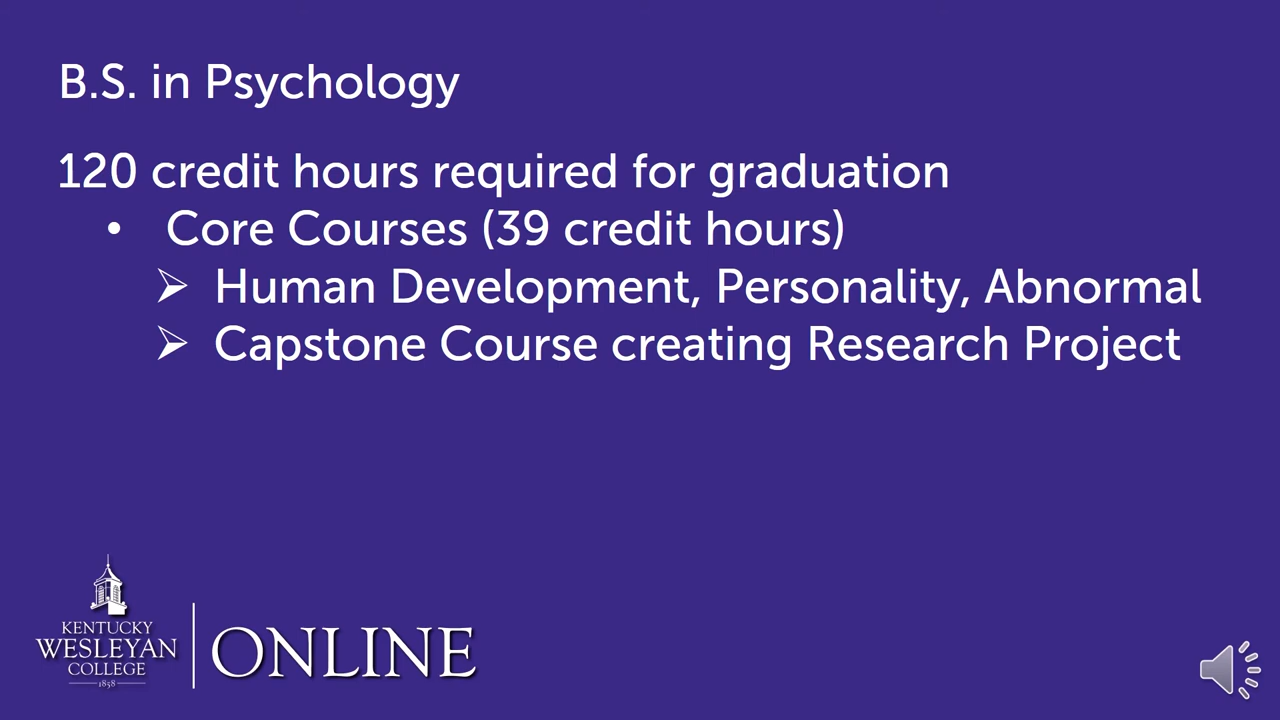 B.S. in Psychology
120 credit hours required for graduation
• Core Courses (39 credit hours)
➢ Human Development, Personality, Abnormal
➢ Capstone Course creating Research Project
KENTUCKY
WESLEYAN
COLLEGE
1858
ONLINE